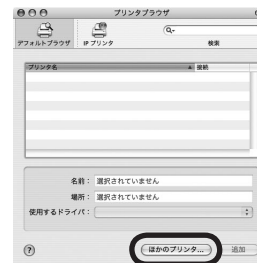 プリンタブラウザ
デフォルトブラウザ IP プリンタ 検索
プリンタ名 接続
名前： 選択されていません
場所： 選択されていません
使用するドライバ：
? ほかのプリンタ... 追加